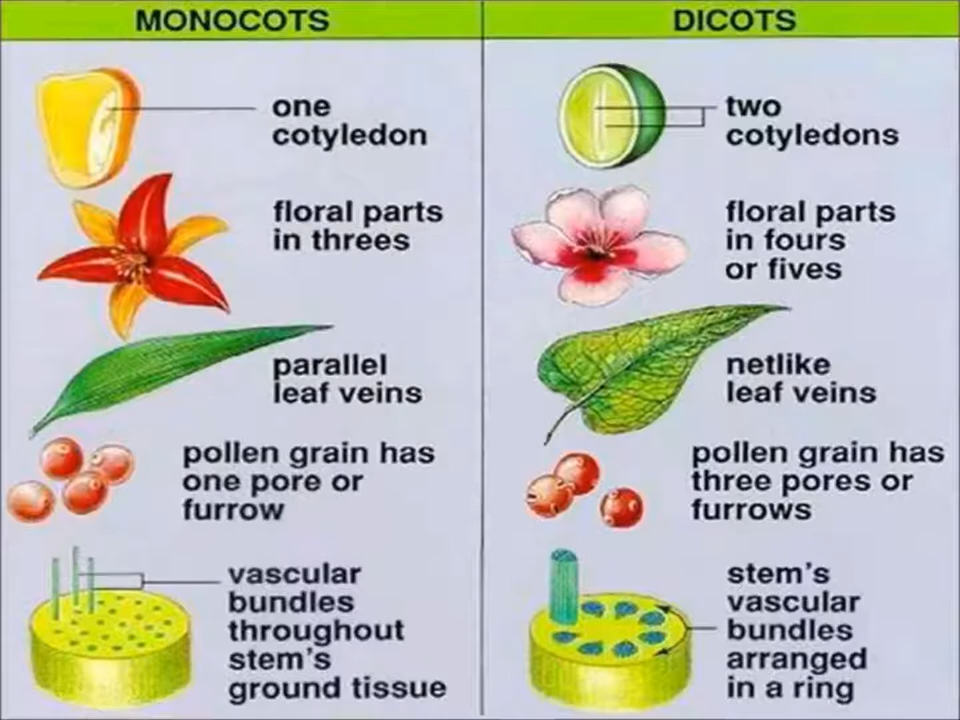 MONOCOTS
one
cotyledon
floral parts
in threes
parallel
leaf veins
pollen grain has
one pore or
furrow
vascular
bundles
throughout
stem's
ground tissue
DICOTS
two
cotyledons
floral parts
in fours
or fives
netlike
leaf veins
pollen grain has
three pores or
furrows
stem's
vascular
bundles
arranged
in a ring